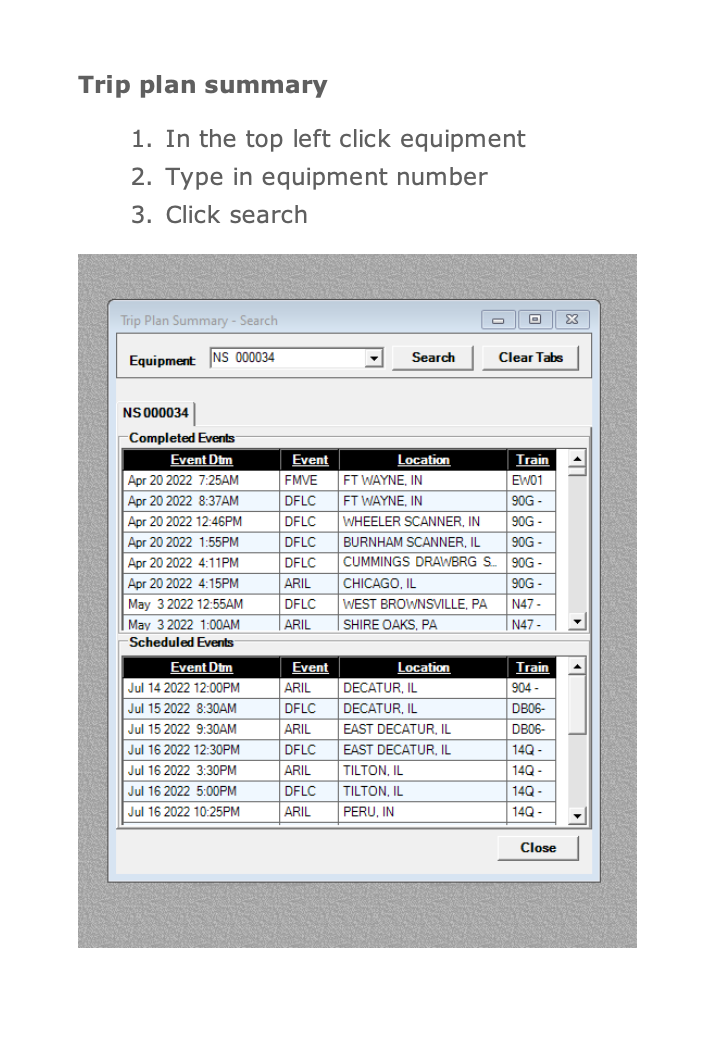 Trip plan summary
1. In the top left click equipment
2. Type in equipment number
3. Click search
Trip Plan Summary - Search
Equipment: NS 000034 Search Clear Tabs
NS 000034
Completed Events
Event Dtm Event Location Train
Apr 20 2022 7:25AM FMVE FT WAYNE, IN EW01
Apr 20 2022 8:37AM DFLC FT WAYNE, IN 90G -
Apr 20 2022 12:46PM DFLC WHEELER SCANNER, IN 90G -
Apr 20 2022 1:55PM DFLC BURNHAM SCANNER, IL 90G -
Apr 20 2022 4:11PM DFLC CUMMINGS DRAWBRG S... 90G -
Apr 20 2022 4:15PM ARIL CHICAGO, IL 90G -
May 3 2022 12:55AM DFLC WEST BROWNSVILLE, PA N47 -
May 3 2022 1:00AM ARIL SHIRE OAKS, PA N47 -
Scheduled Events
Event Dtm Event Location Train
Jul 14 2022 12:00PM ARIL DECATUR, IL 904 -
Jul 15 2022 8:30AM DFLC DECATUR, IL DB06-
Jul 15 2022 9:30AM ARIL EAST DECATUR, IL DB06-
Jul 16 2022 12:30PM DFLC EAST DECATUR, IL 14Q -
Jul 16 2022 3:30PM ARIL TILTON, IL 14Q -
Jul 16 2022 5:00PM DFLC TILTON, IL 14Q -
Jul 16 2022 10:25PM ARIL PERU, IN 14Q -
Close